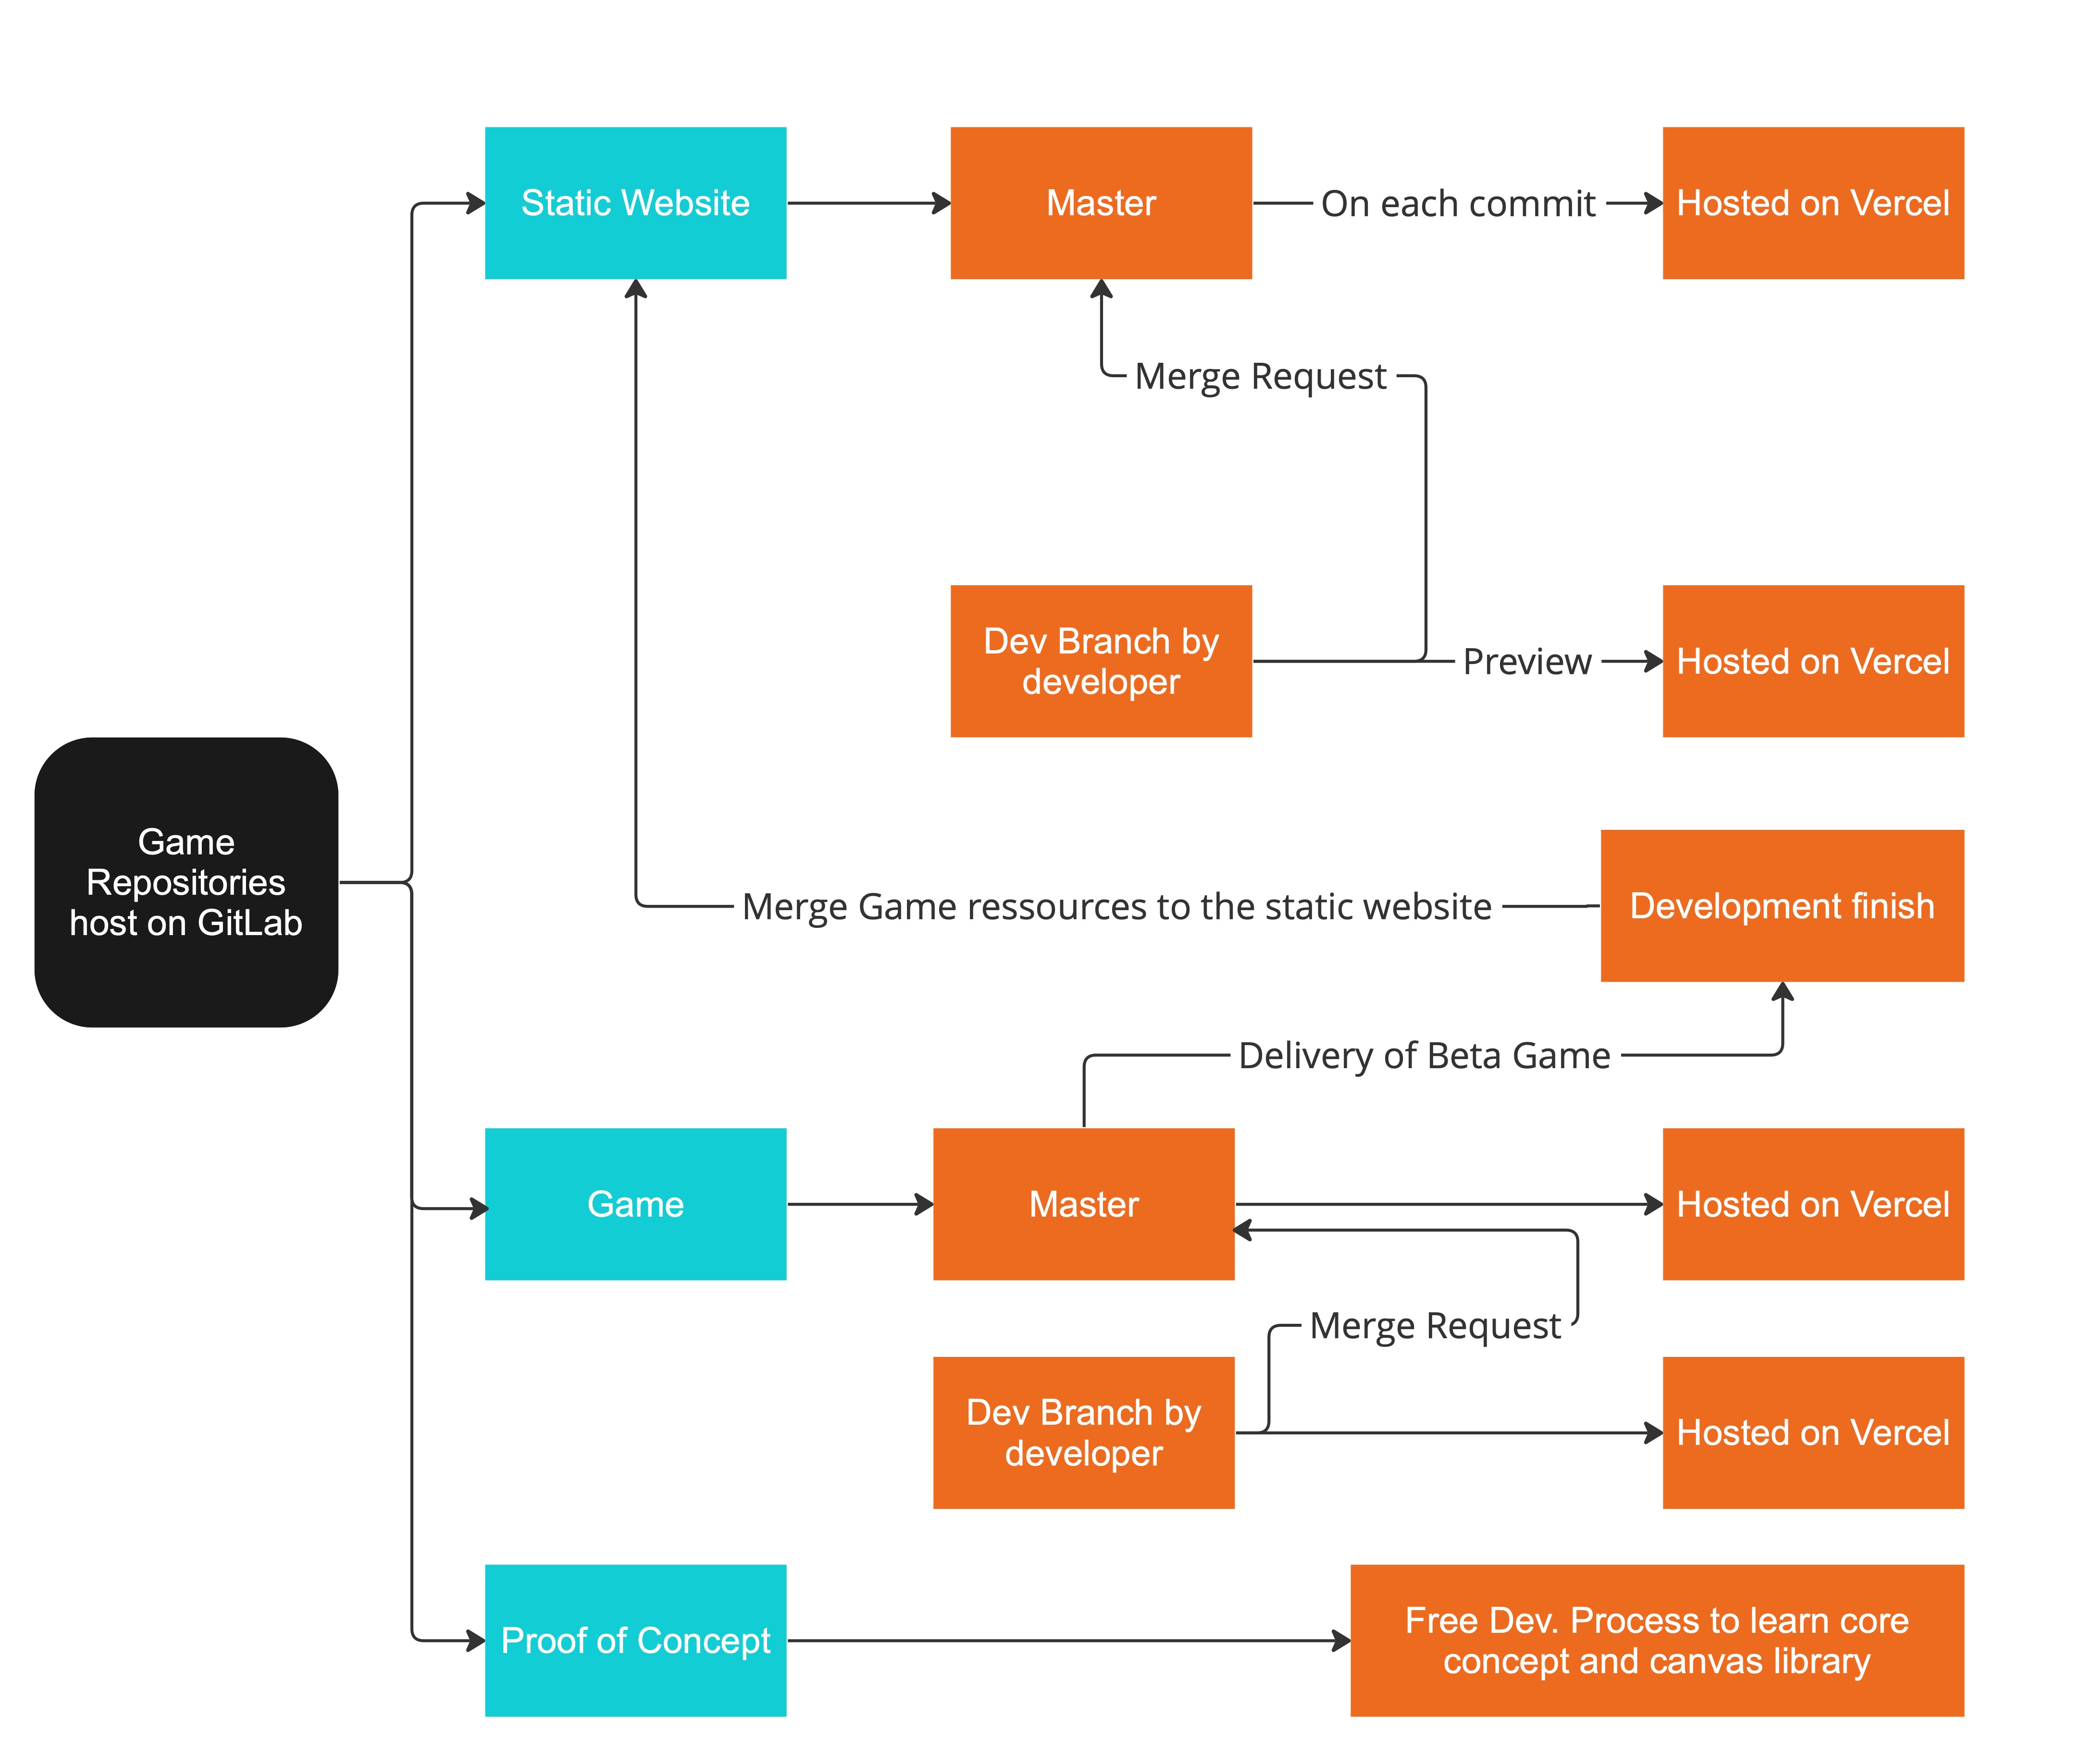 Static Website
Master
On each commit
Hosted on Vercel
Merge Request
Dev Branch by
developer
Preview
Hosted on Vercel
Game
Repositories
host on GitLab
Merge Game ressources to the static website
Development finish
Delivery of Beta Game
Game
Master
Hosted on Vercel
Merge Request
Dev Branch by
developer
Hosted on Vercel
Proof of Concept
Free Dev. Process to learn core
concept and canvas library